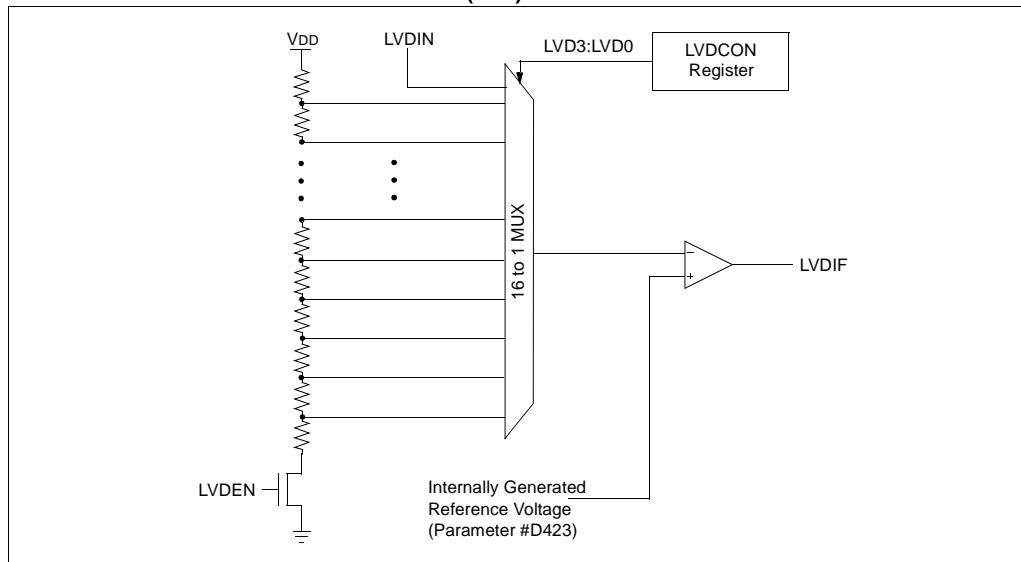 VDD
LVDIN
LVD3:LVD0
LVDCON
Register
16 to 1 MUX
–
+
LVDIF
LVDEN
Internally Generated
Reference Voltage
(Parameter #D423)